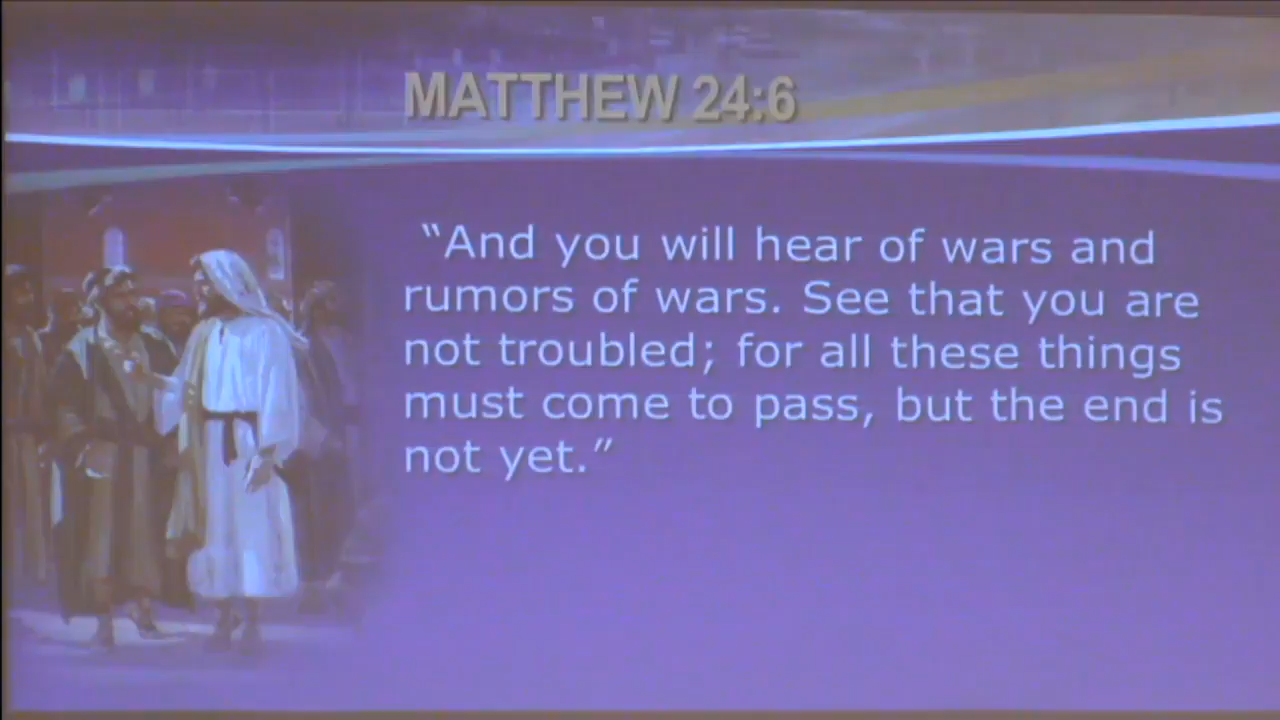 MATTHEW 24:6
“And you will hear of wars and
rumors of wars. See that you are
not troubled; for all these things
must come to pass, but the end is
not yet.”